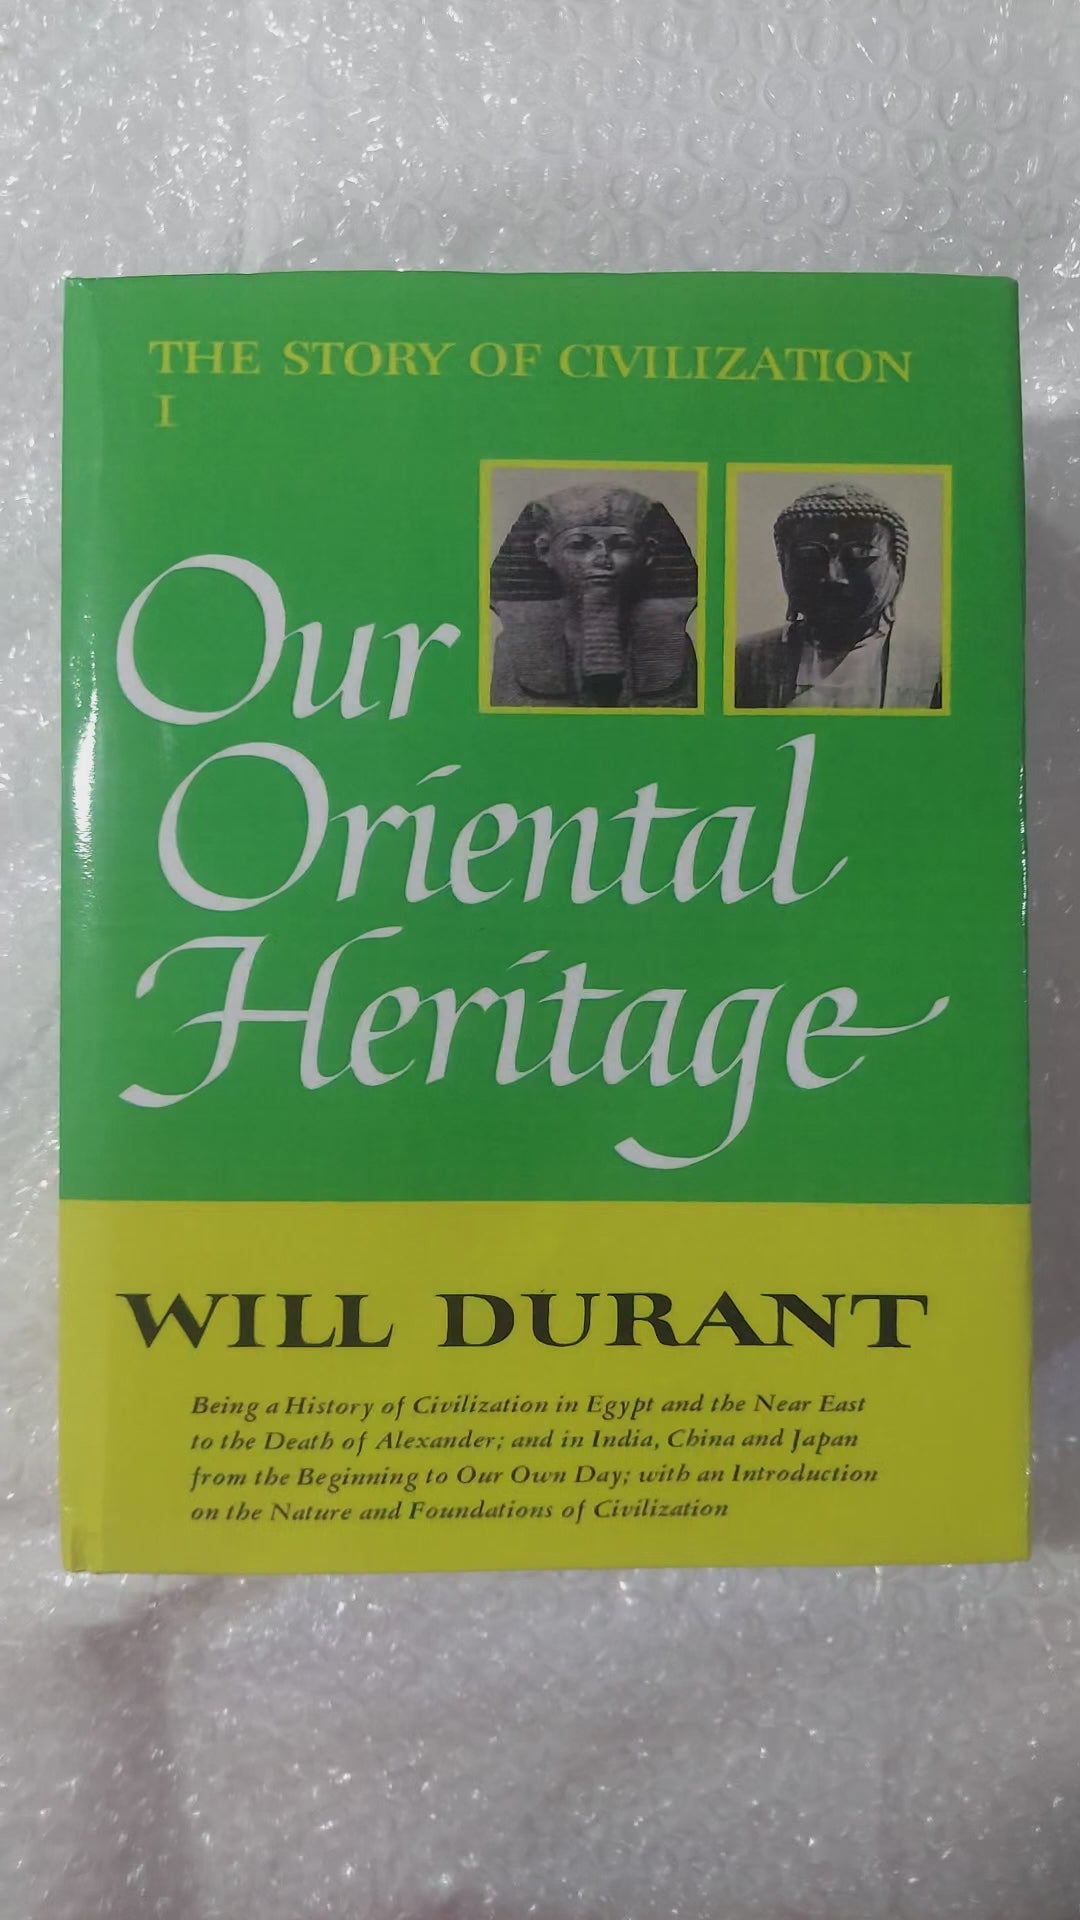 THE STORY OF CIVILIZATION
I
Our
Oriental
Heritage
WILL DURANT
Being a History of Civilization in Egypt and the Near East
to the Death of Alexander; and in India, China and Japan
from the Beginning to Our Own Day; with an Introduction
on the Nature and Foundations of Civilization